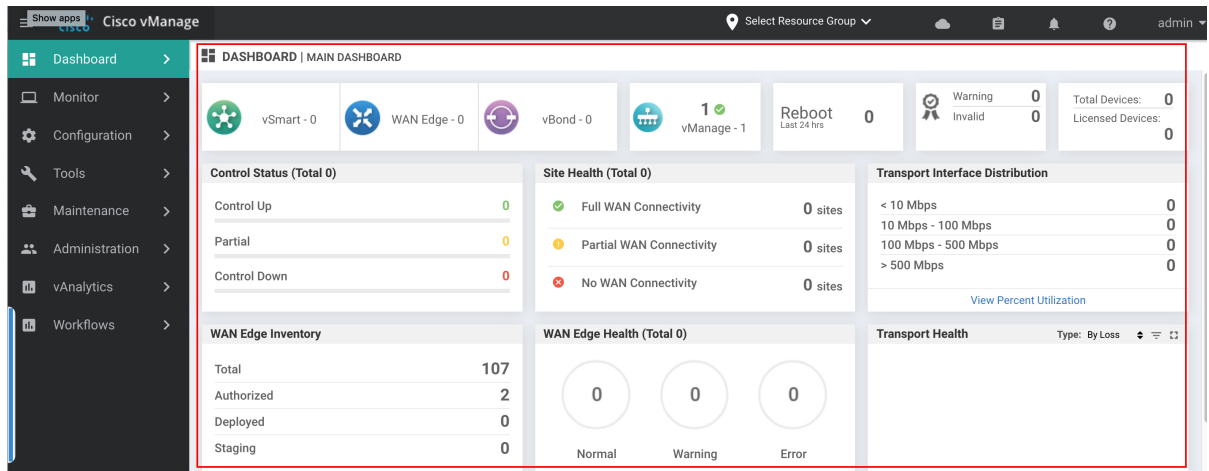 Show apps
CISCO
Cisco vManage
Select Resource Group
admin
Dashboard
Monitor
Configuration
Tools
Maintenance
Administration
vAnalytics
Workflows
DASHBOARD | MAIN DASHBOARD
vSmart - 0
WAN Edge - 0
vBond - 0
1
vManage - 1
Reboot 0
Last 24 hrs
Warning 0
Invalid 0
Total Devices: 0
Licensed Devices:
0
Control Status (Total 0)
Control Up 0
Partial 0
Control Down 0
Site Health (Total 0)
Full WAN Connectivity 0 sites
Partial WAN Connectivity 0 sites
No WAN Connectivity 0 sites
Transport Interface Distribution
< 10 Mbps 0
10 Mbps - 100 Mbps 0
100 Mbps - 500 Mbps 0
> 500 Mbps 0
View Percent Utilization
WAN Edge Inventory
Total 107
Authorized 2
Deployed 0
Staging 0
WAN Edge Health (Total 0)
0 0 0
Normal Warning Error
Transport Health Type: By Loss